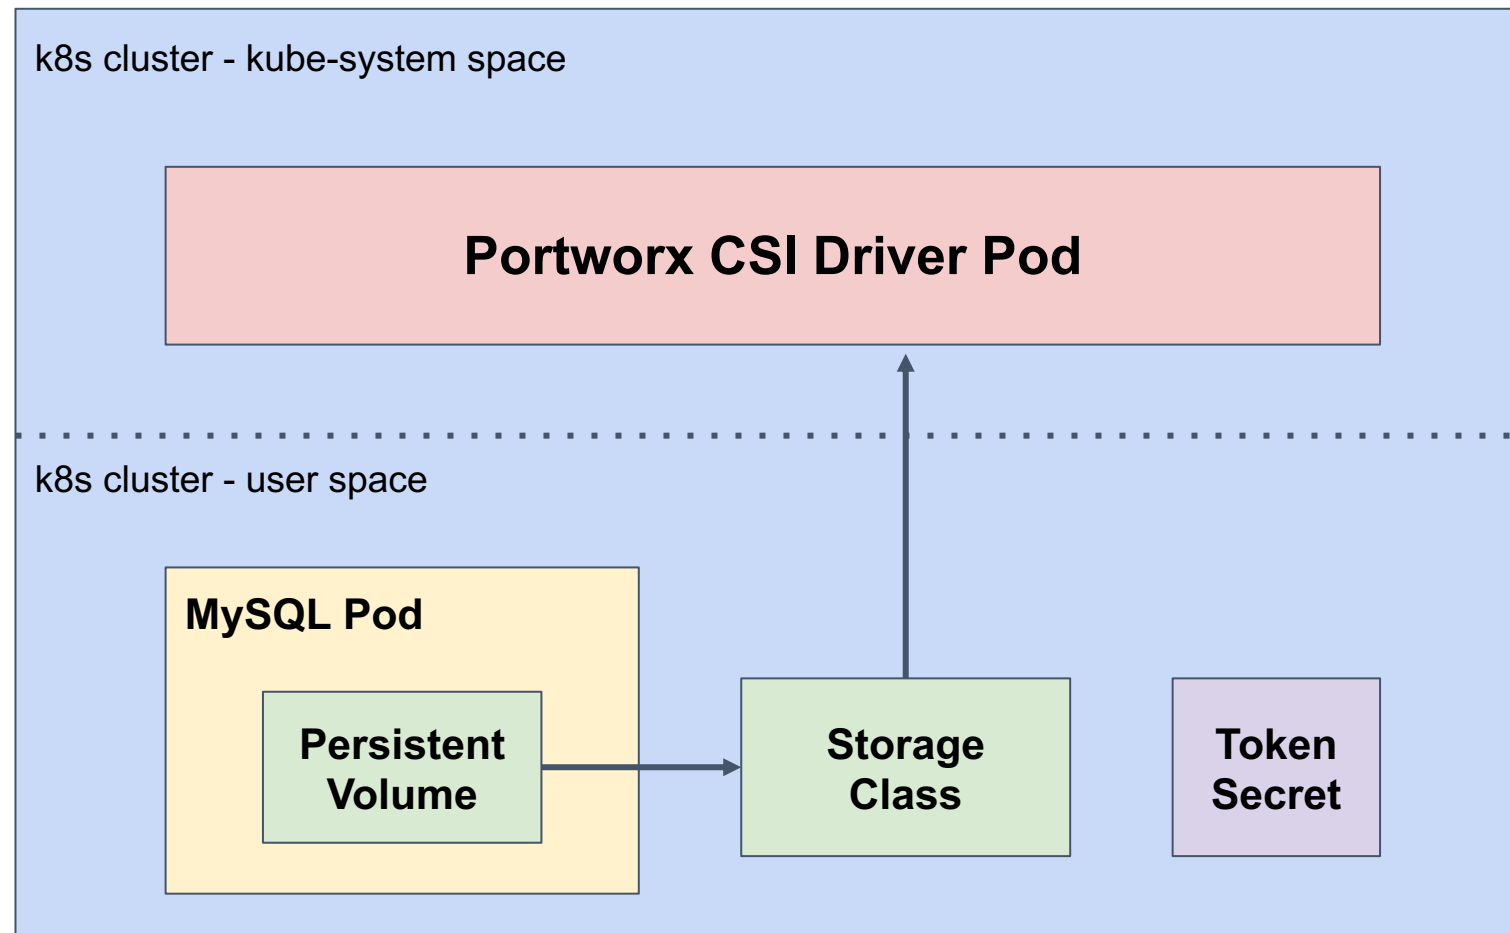 k8s cluster - kube-system space
Portworx CSI Driver Pod
k8s cluster - user space
MySQL Pod
Persistent
Volume
Storage
Class
Token
Secret